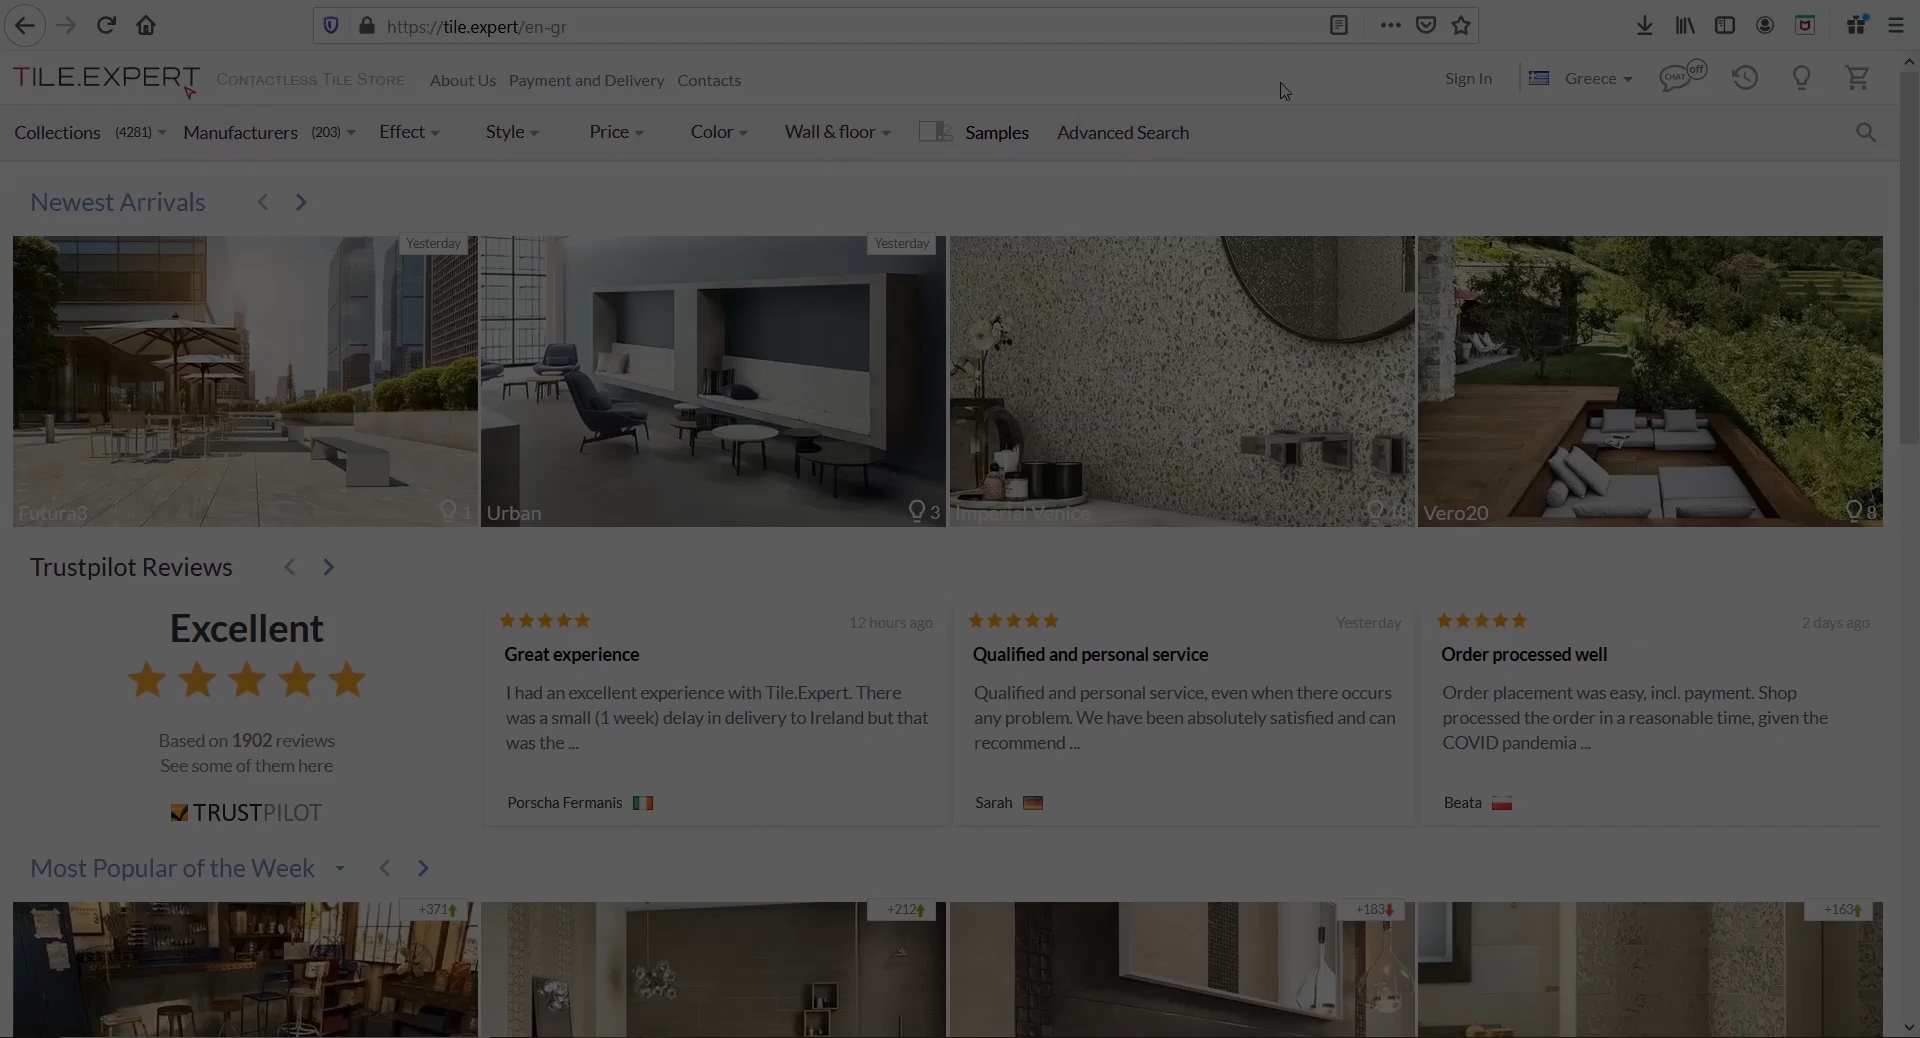 https://tile.expert/en-gr
TILE.EXPERT
CONTACTLESS TILE STORE
About Us
Payment and Delivery
Contacts
Sign In
Greece
CHAT
off
Collections (4281)
Manufacturers (203)
Effect
Style
Price
Color
Wall & floor
Samples
Advanced Search
Newest Arrivals
Yesterday
Yesterday
Futura3
1
Urban
3
Imperial Venice
Vero20
8
Trustpilot Reviews
Excellent
Based on 1902 reviews
See some of them here
TRUSTPILOT
12 hours ago
Great experience
I had an excellent experience with Tile.Expert. There
was a small (1 week) delay in delivery to Ireland but that
was the ...
Porscha Fermanis
Yesterday
Qualified and personal service
Qualified and personal service, even when there occurs
any problem. We have been absolutely satisfied and can
recommend ...
Sarah
2 days ago
Order processed well
Order placement was easy, incl. payment. Shop
processed the order in a reasonable time, given the
COVID pandemia ...
Beata
Most Popular of the Week
+371
+212
+183
+163